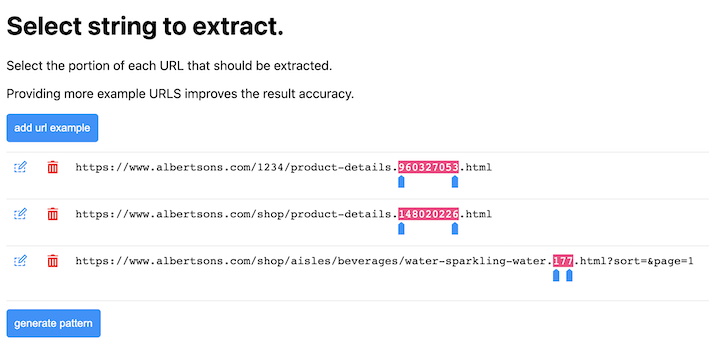 Select string to extract.
Select the portion of each URL that should be extracted.
Providing more example URLS improves the result accuracy.
add url example
https://www.albertsons.com/1234/product-details.960327053.html
https://www.albertsons.com/shop/product-details.148020226.html
https://www.albertsons.com/shop/aisles/beverages/water-sparkling-water.177.html?sort=&page=1
generate pattern